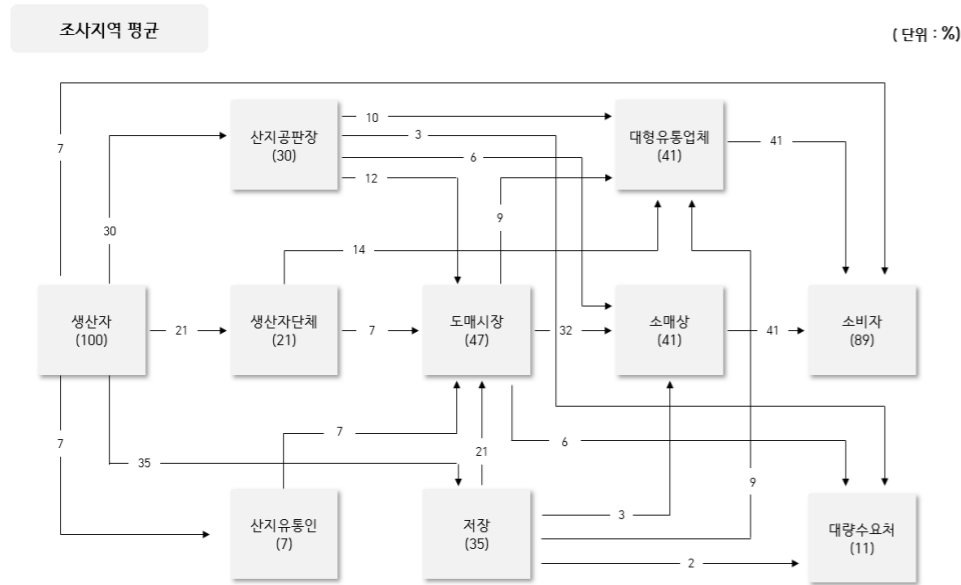 조사지역 평균
( 단위 : %)
7
산지공판장
(30)
10
3
6
12
대형유통업체
(41)
41
9
30
14
생산자
(100)
21
생산자단체
(21)
7
도매시장
(47)
32
소매상
(41)
41
소비자
(89)
7
7
6
35
21
9
산지유통인
(7)
저장
(35)
3
2
대량수요처
(11)